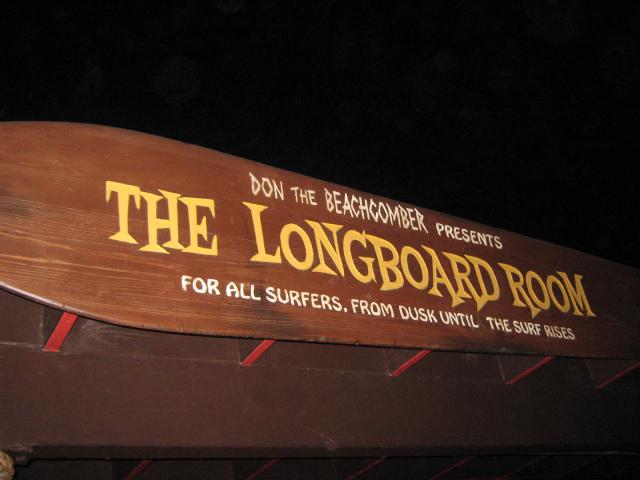 DON THE BEACHCOMBER PRESENTS
THE LONGBOARD ROOM
FOR ALL SURFERS, FROM DUSK UNTIL THE SURF RISES